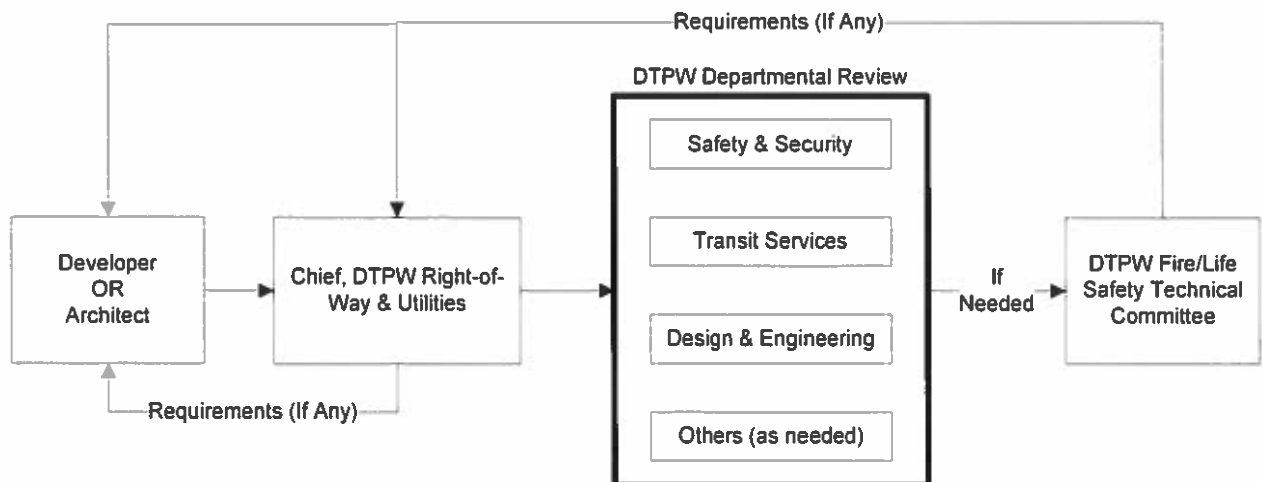 Requirements (If Any)
DTPW Departmental Review
Safety & Security
Transit Services
Design & Engineering
Others (as needed)
Developer
OR
Architect
Chief, DTPW Right-of-
Way & Utilities
If
Needed
DTPW Fire/Life
Safety Technical
Committee
Requirements (If Any)